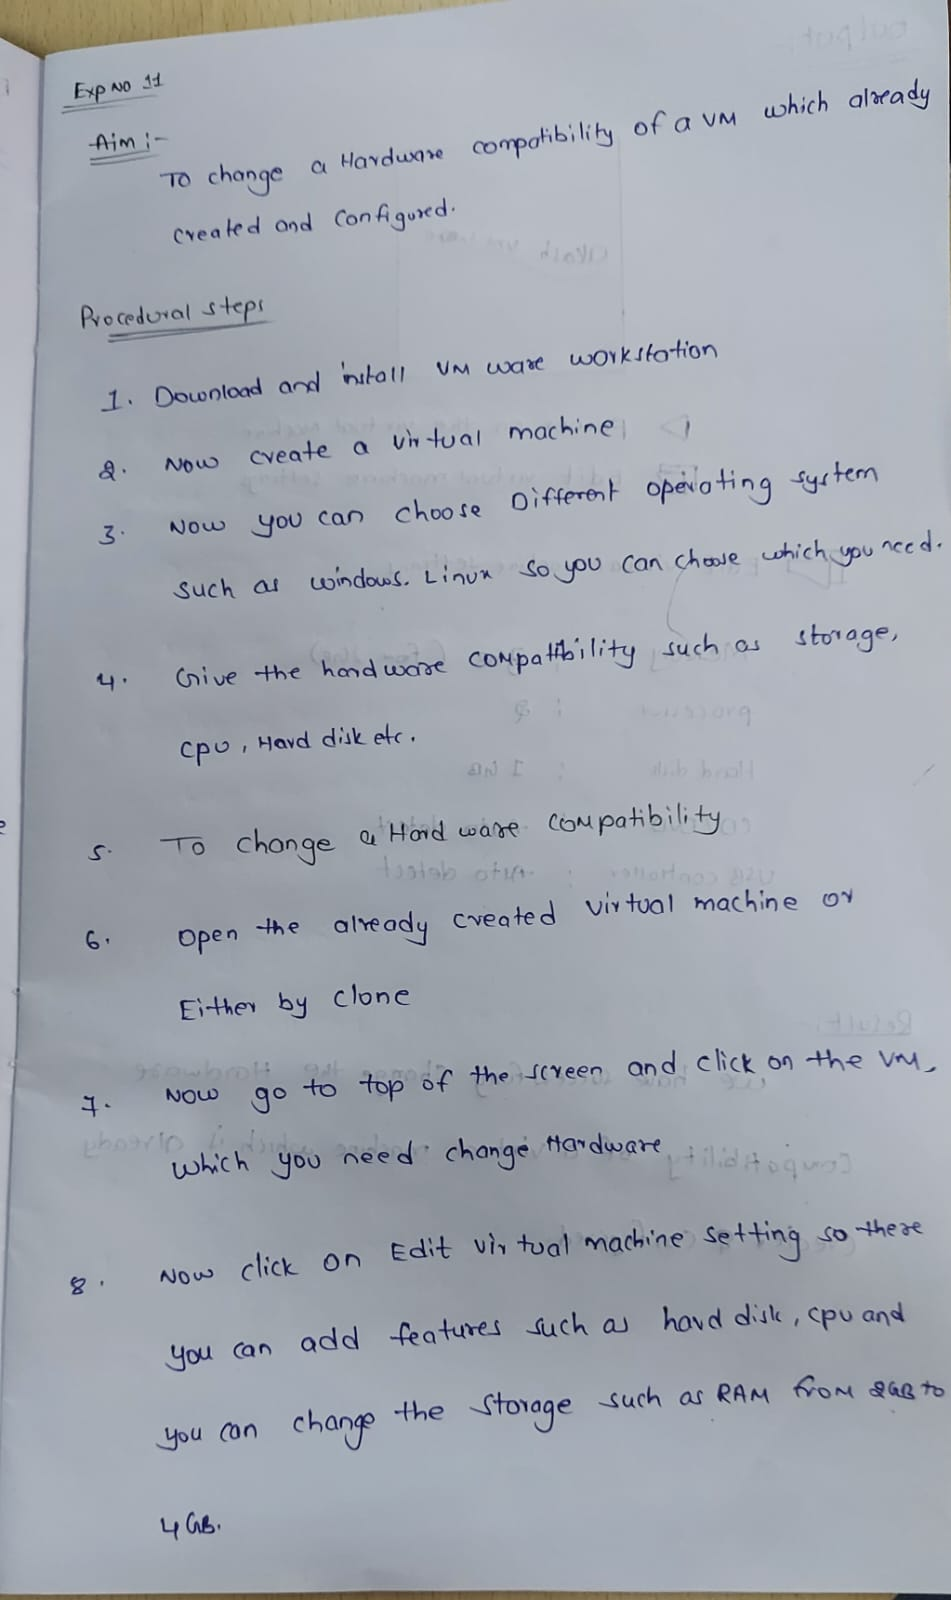 Exp No 11
Aim :-
To change a Hardware compatibility of a VM which already
created and configured.
Procedural steps
1. Download and install VM ware workstation
2. Now create a virtual machine
3. Now you can choose Different operating system
such as windows. Linux so you can choose which you need.
4. Give the hardware compatibility such as storage,
CPU, Hard disk etc.
5. To change a Hard ware compatibility
6. Open the already created virtual machine or
Either by clone
7. Now go to top of the screen and click on the VM,
which you need change Hardware
8. Now click on Edit virtual machine setting so there
you can add features such as hard disk, cpu and
you can change the storage such as RAM from 2GB to
4 GB.